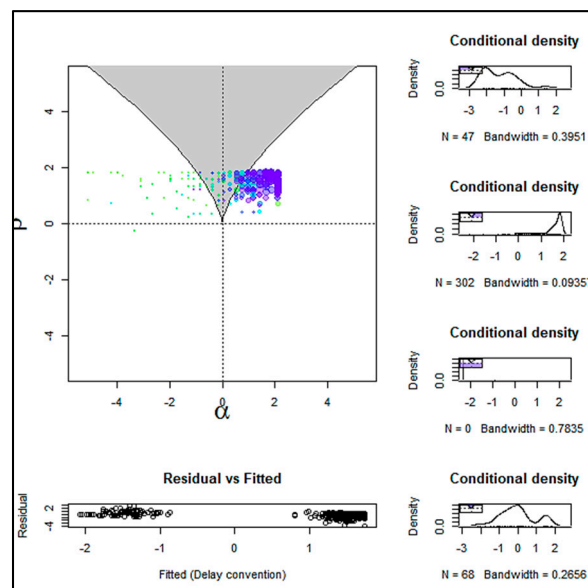 Conditional density
Density
0.0
-3 -1 0 1 2
N = 47 Bandwidth = 0.3951
4
2
0
-2
-4
-4 -2 0 2 4
α
Conditional density
Density
0.0
-2 0 1 2
N = 302 Bandwidth = 0.0935
Conditional density
Density
0.0
-2 -1 0 1 2
N = 0 Bandwidth = 0.7835
Residual vs Fitted
Residual
-4 2
-2 -1 0 1
Fitted (Delay convention)
Conditional density
Density
0.0
-3 -2 -1 0 1 2
N = 68 Bandwidth = 0.2656